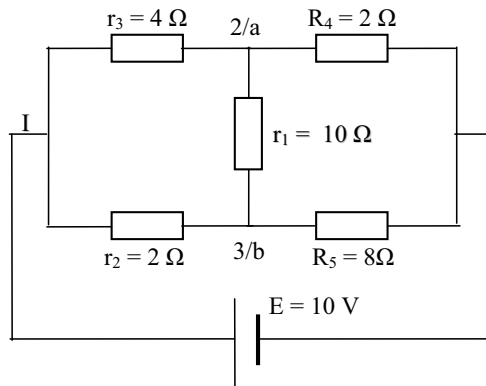 r₃ = 4 Ω
2/a
R₄ = 2 Ω
I
r₁ = 10 Ω
r₂ = 2 Ω
3/b
R₅ = 8Ω
E = 10 V